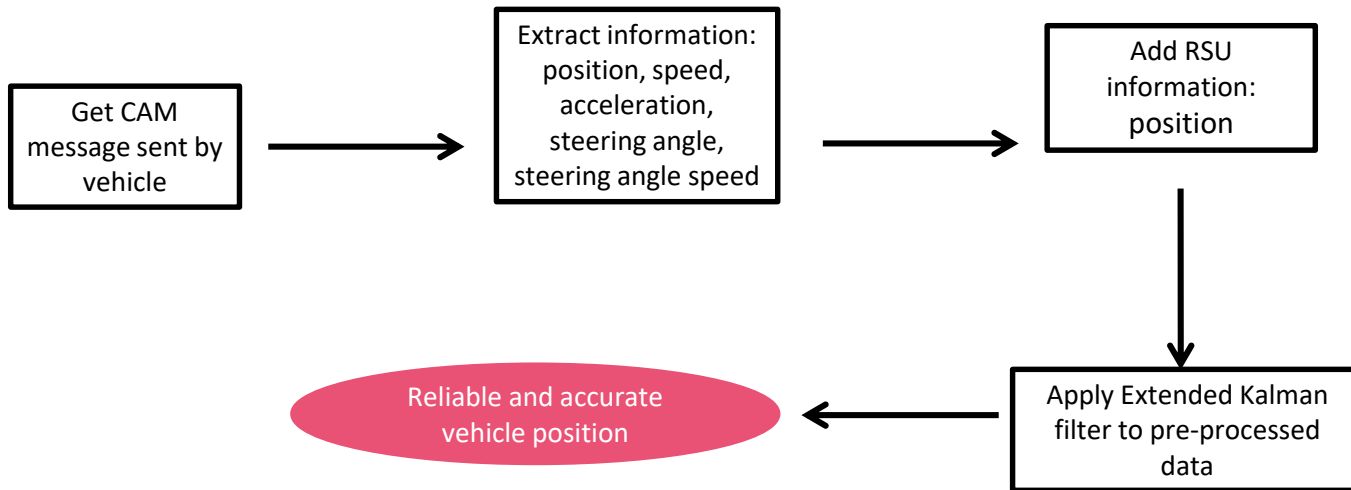 Get CAM
message sent by
vehicle
Extract information:
position, speed,
acceleration,
steering angle,
steering angle speed
Add RSU
information:
position
Apply Extended Kalman
filter to pre-processed
data
Reliable and accurate
vehicle position